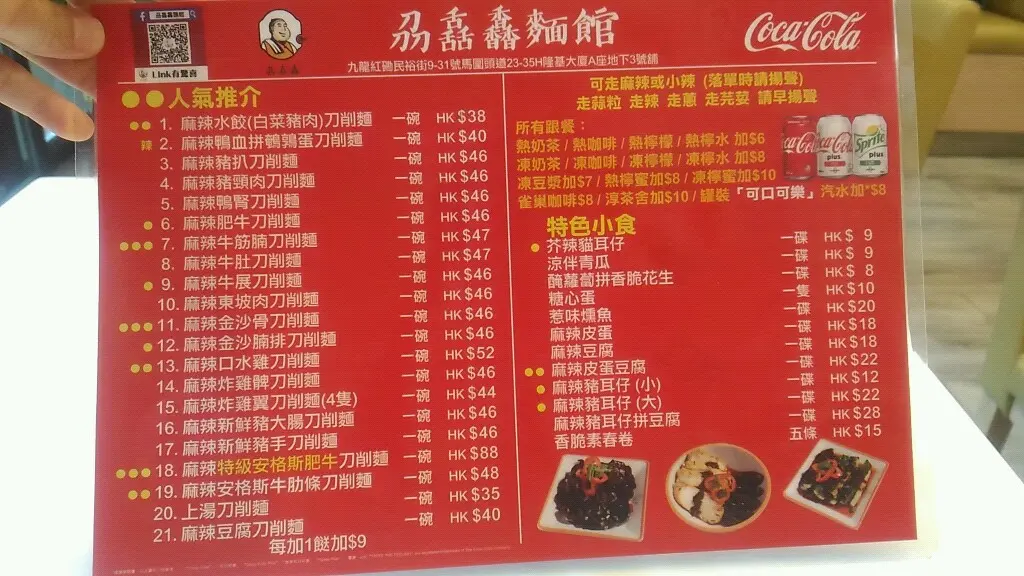 f 刕磊靐麵館
Link有驚喜
刕舙馫麵館
Coca-Cola
九龍紅磡民裕街9-31號馬圍頭道23-35H隆基大廈A座地下3號舖
人氣推介
1. 麻辣水餃(白菜豬肉)刀削麵 一碗 HK$38
辣 2. 麻辣鴨血拼鵪鶉蛋刀削麵 一碗 HK$40
3. 麻辣豬扒刀削麵 一碗 HK$46
4. 麻辣豬頸肉刀削麵 一碗 HK$46
5. 麻辣鴨腎刀削麵 一碗 HK$46
6. 麻辣肥牛刀削麵 一碗 HK$46
7. 麻辣牛筋腩刀削麵 一碗 HK$47
8. 麻辣牛肚刀削麵 一碗 HK$47
9. 麻辣牛展刀削麵 一碗 HK$46
10. 麻辣東坡肉刀削麵 一碗 HK$46
11. 麻辣金沙骨刀削麵 一碗 HK$46
12. 麻辣金沙腩排刀削麵 一碗 HK$46
13. 麻辣口水雞刀削麵 一碗 HK$52
14. 麻辣炸雞髀刀削麵 一碗 HK$46
15. 麻辣炸雞翼刀削麵(4隻) 一碗 HK$44
16. 麻辣新鮮豬大腸刀削麵 一碗 HK$46
17. 麻辣新鮮豬手刀削麵 一碗 HK$46
18. 麻辣特級安格斯肥牛刀削麵 一碗 HK$88
19. 麻辣安格斯牛肋條刀削麵 一碗 HK$48
20. 上湯刀削麵 一碗 HK$35
21. 麻辣豆腐刀削麵 一碗 HK$40
每加1餸加$9
可走麻辣或小辣 (落單時請揚聲)
走蒜粒 走辣 走蔥 走芫荽 請早揚聲
所有跟餐:
熱奶茶 / 熱咖啡 / 熱檸檬 / 熱檸水 加$6
凍奶茶 / 凍咖啡 / 凍檸檬 / 凍檸水 加$8
凍豆漿加$7 / 熱檸蜜加$8 / 凍檸蜜加$10
雀巢咖啡$8 / 淳茶舍加$10 / 罐裝「可口可樂」汽水加*$8
Coca-Cola plus Sprite plus
特色小食
芥辣貓耳仔 一碟 HK$ 9
涼伴青瓜 一碟 HK$ 9
醃蘿蔔拼香脆花生 一碟 HK$ 8
糖心蛋 一隻 HK$10
惹味燻魚 一碟 HK$20
麻辣皮蛋 一碟 HK$18
麻辣豆腐 一碟 HK$18
麻辣皮蛋豆腐 一碟 HK$22
麻辣豬耳仔 (小) 一碟 HK$12
麻辣豬耳仔 (大) 一碟 HK$22
麻辣豬耳仔拼豆腐 一碟 HK$28
香脆素春卷 五條 HK$15